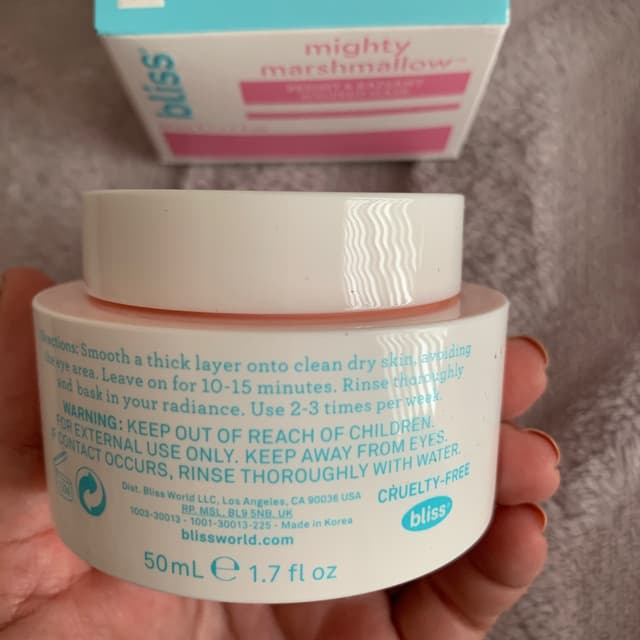 bliss
mighty
marshmallow™
Directions: Smooth a thick layer onto clean dry skin, avoiding
the eye area. Leave on for 10-15 minutes. Rinse thoroughly
and bask in your radiance. Use 2-3 times per week.
WARNING: KEEP OUT OF REACH OF CHILDREN.
FOR EXTERNAL USE ONLY. KEEP AWAY FROM EYES.
IF CONTACT OCCURS, RINSE THOROUGHLY WITH WATER.
Dist. Bliss World LLC, Los Angeles, CA 90036 USA
RP. MSL, BL9 5NB, UK
1003-30013 - 1001-30013-225 - Made in Korea
blissworld.com
CRUELTY-FREE
bliss
50mL ℮ 1.7 fl oz